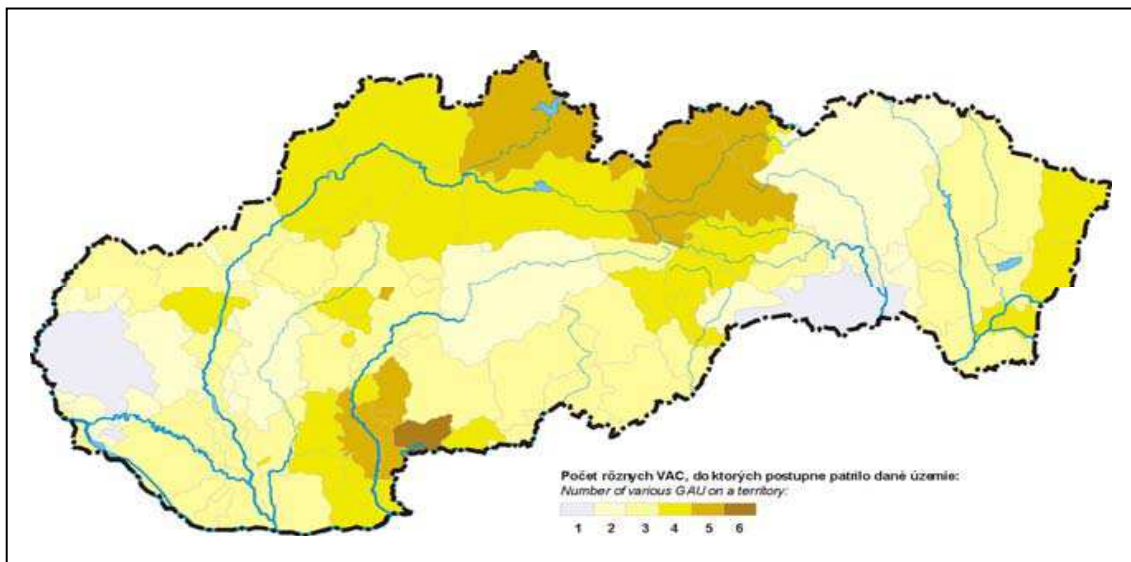 Počet rôznych VAC, do ktorých postupne patrilo dané územie:
Number of various GAU on a territory:
1 2 3 4 5 6